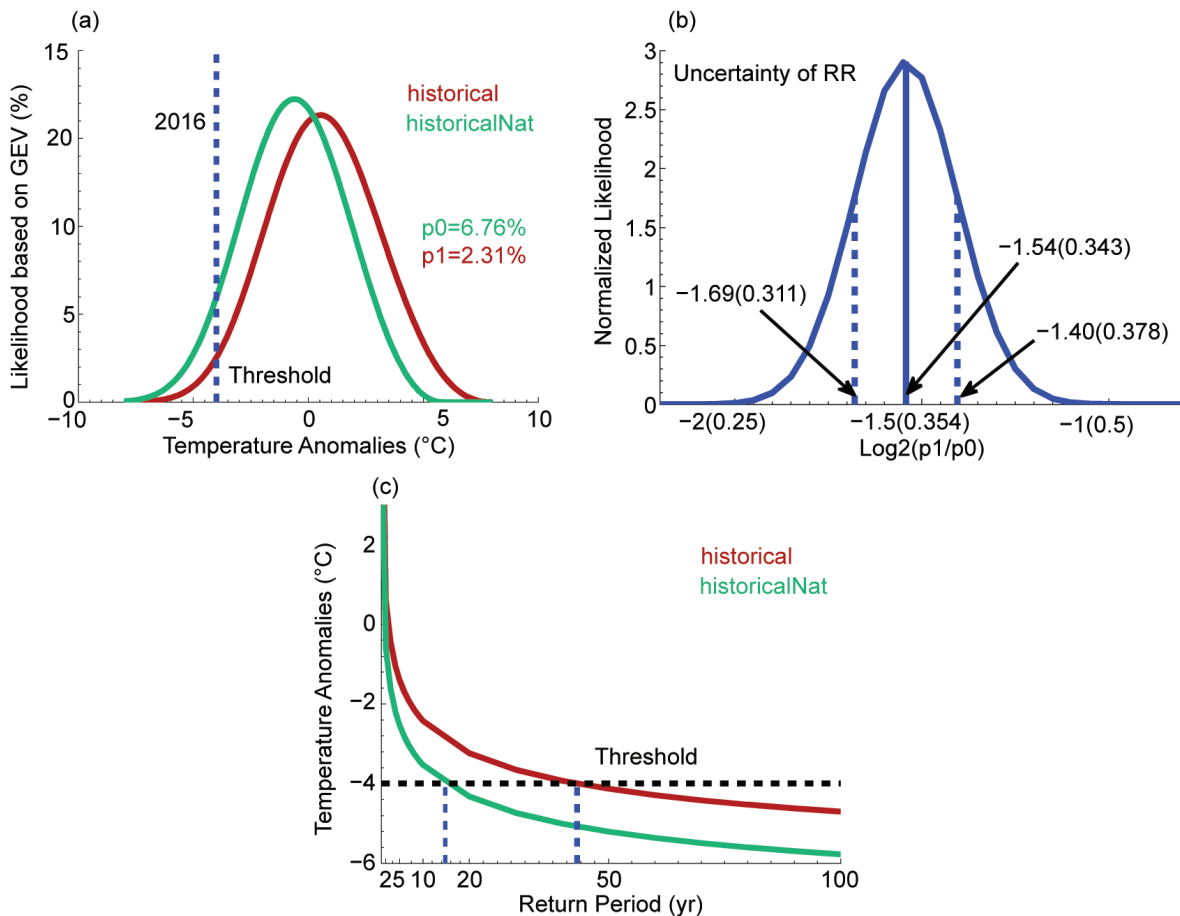 (a)
15
20
10
5
0
Likelihood based on GEV (%)
2016
historical
historicalNat
p0=6.76%
p1=2.31%
Threshold
−10
−5
0
5
10
Temperature Anomalies (°C)
(b)
3
2.5
2
1.5
1
0.5
0
Normalized Likelihood
Uncertainty of RR
−1.54(0.343)
−1.69(0.311)
−1.40(0.378)
−2(0.25)
−1.5(0.354)
−1(0.5)
Log2(p1/p0)
(c)
2
0
−2
−4
−6
Temperature Anomalies (°C)
historical
historicalNat
Threshold
25 10 20 50 100
Return Period (yr)